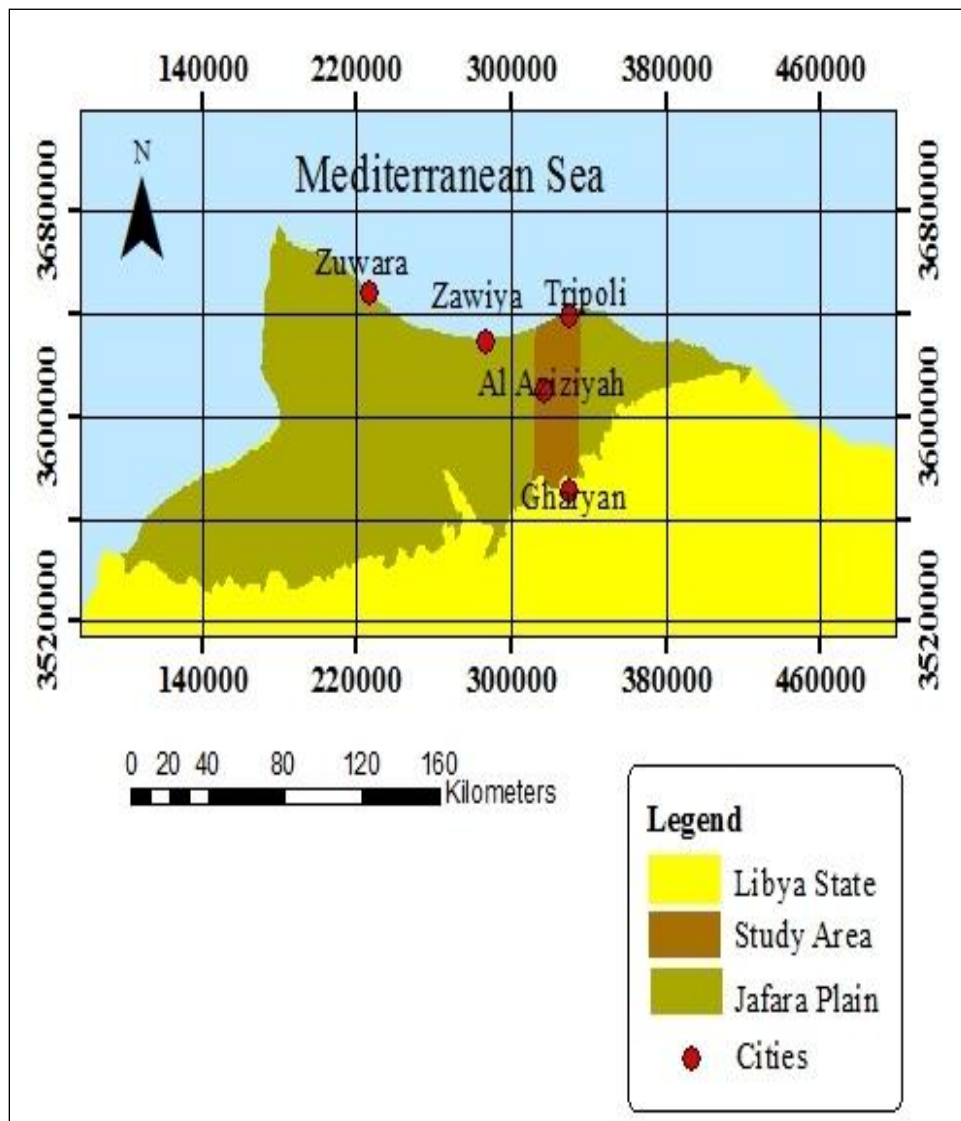 140000 220000 300000 380000 460000
N
Mediterranean Sea
3680000 3680000
Zuwara
Zawiya
Tripoli
Al Aziziyah
3600000 3600000
Gharyan
3520000 3520000
140000 220000 300000 380000 460000
0 20 40 80 120 160
Kilometers
Legend
Libya State
Study Area
Jafara Plain
Cities